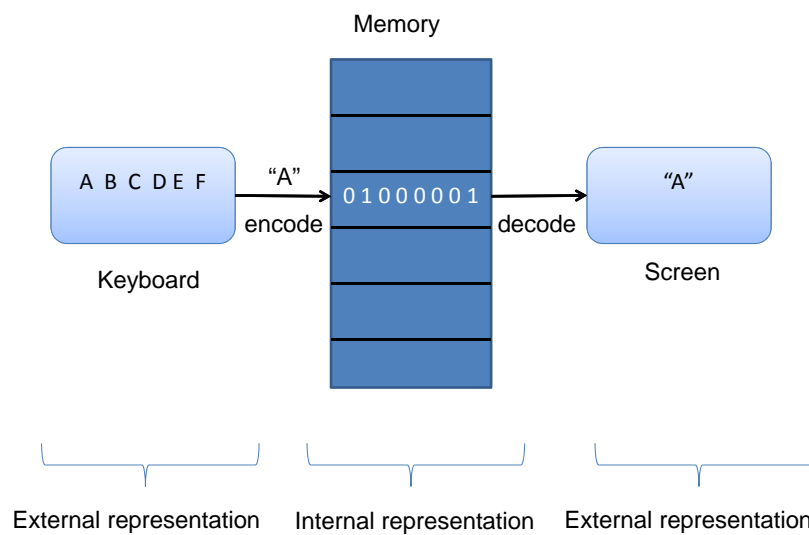 Memory
A B C D E F
"A"
encode
0 1 0 0 0 0 0 1
decode
“A”
Keyboard
Screen
External representation
Internal representation
External representation